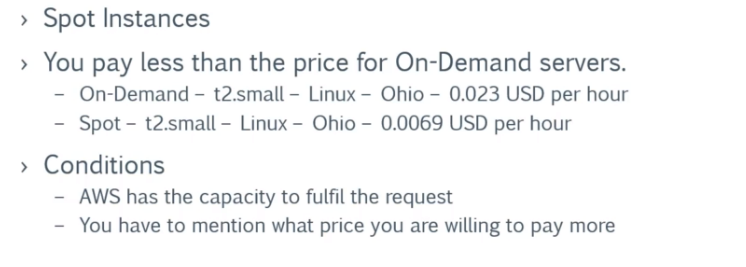 › Spot Instances
› You pay less than the price for On-Demand servers.
– On-Demand – t2.small – Linux – Ohio – 0.023 USD per hour
– Spot – t2.small – Linux – Ohio – 0.0069 USD per hour
› Conditions
– AWS has the capacity to fulfil the request
– You have to mention what price you are willing to pay more